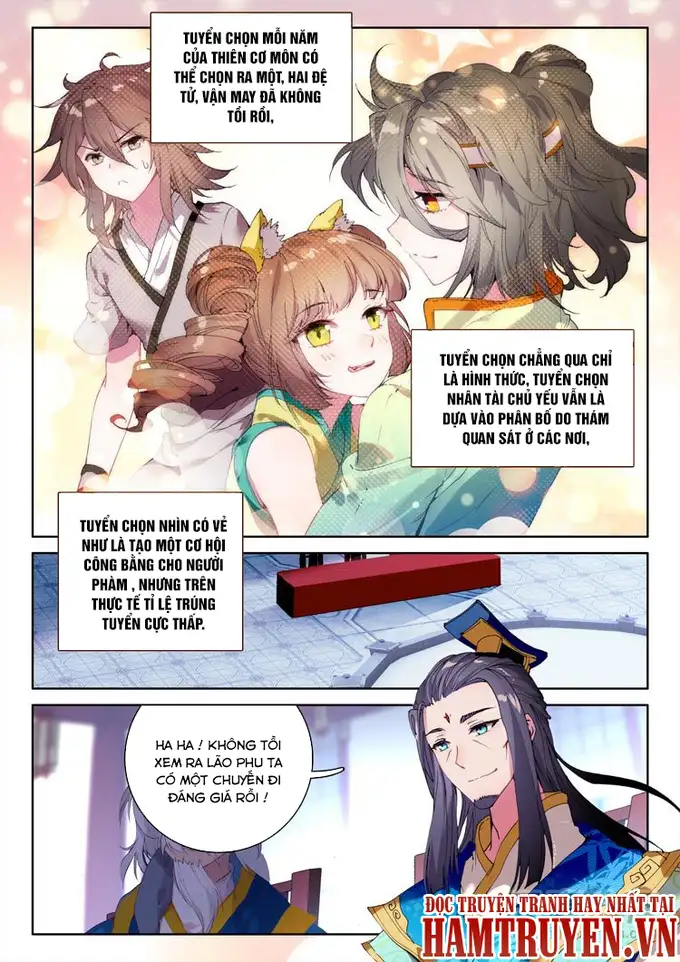 TUYỂN CHỌN MỖI NĂM
CỦA THIÊN CƠ MÔN CÓ
THỂ CHỌN RA MỘT, HAI ĐỆ
TỬ, VẬN MAY ĐÃ KHÔNG
TỒI RỒI,
TUYỂN CHỌN CHẲNG QUA CHỈ
LÀ HÌNH THỨC, TUYỂN CHỌN
NHÂN TÀI CHỦ YẾU VẪN LÀ
DỰA VÀO PHÂN BỐ DO THÁM
QUAN SÁT Ở CÁC NƠI,
TUYỂN CHỌN NHÌN CÓ VẺ
NHƯ LÀ TẠO MỘT CƠ HỘI
CÔNG BẰNG CHO NGƯỜI
PHÀM , NHƯNG TRÊN
THỰC TẾ TỈ LỆ TRÚNG
TUYỂN CỰC THẤP.
HA HA ! KHÔNG TỒI
XEM RA LÃO PHU TA
CÓ MỘT CHUYẾN ĐI
ĐÁNG GIÁ RỒI !
ĐỌC TRUYỆN TRANH HAY NHẤT TẠI
HAMTRUYEN.VN